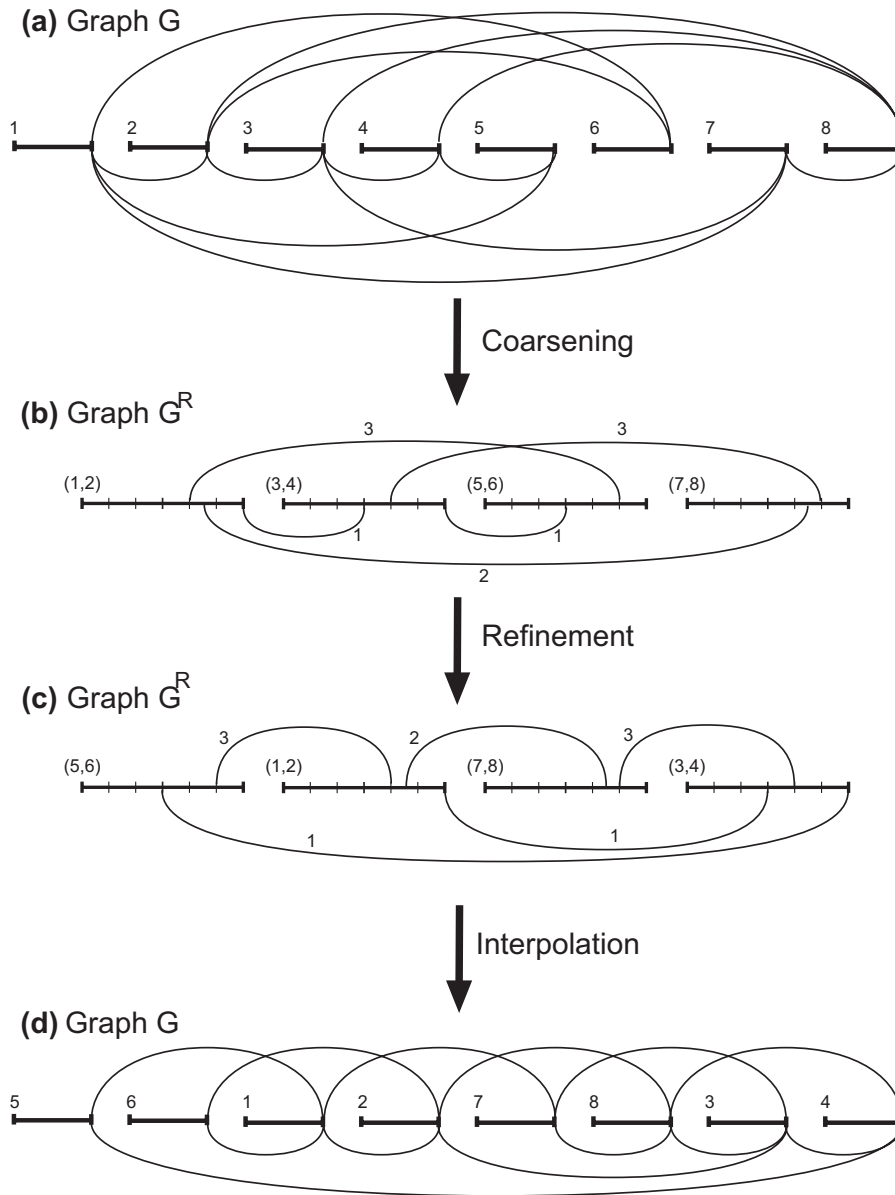 (a) Graph G
1 2 3 4 5 6 7 8
Coarsening
(b) Graph G^R
3 3
(1,2) (3,4) (5,6) (7,8)
1 1
2
Refinement
(c) Graph G^R
3 2 3
(5,6) (1,2) (7,8) (3,4)
1 1
Interpolation
(d) Graph G
5 6 1 2 7 8 3 4